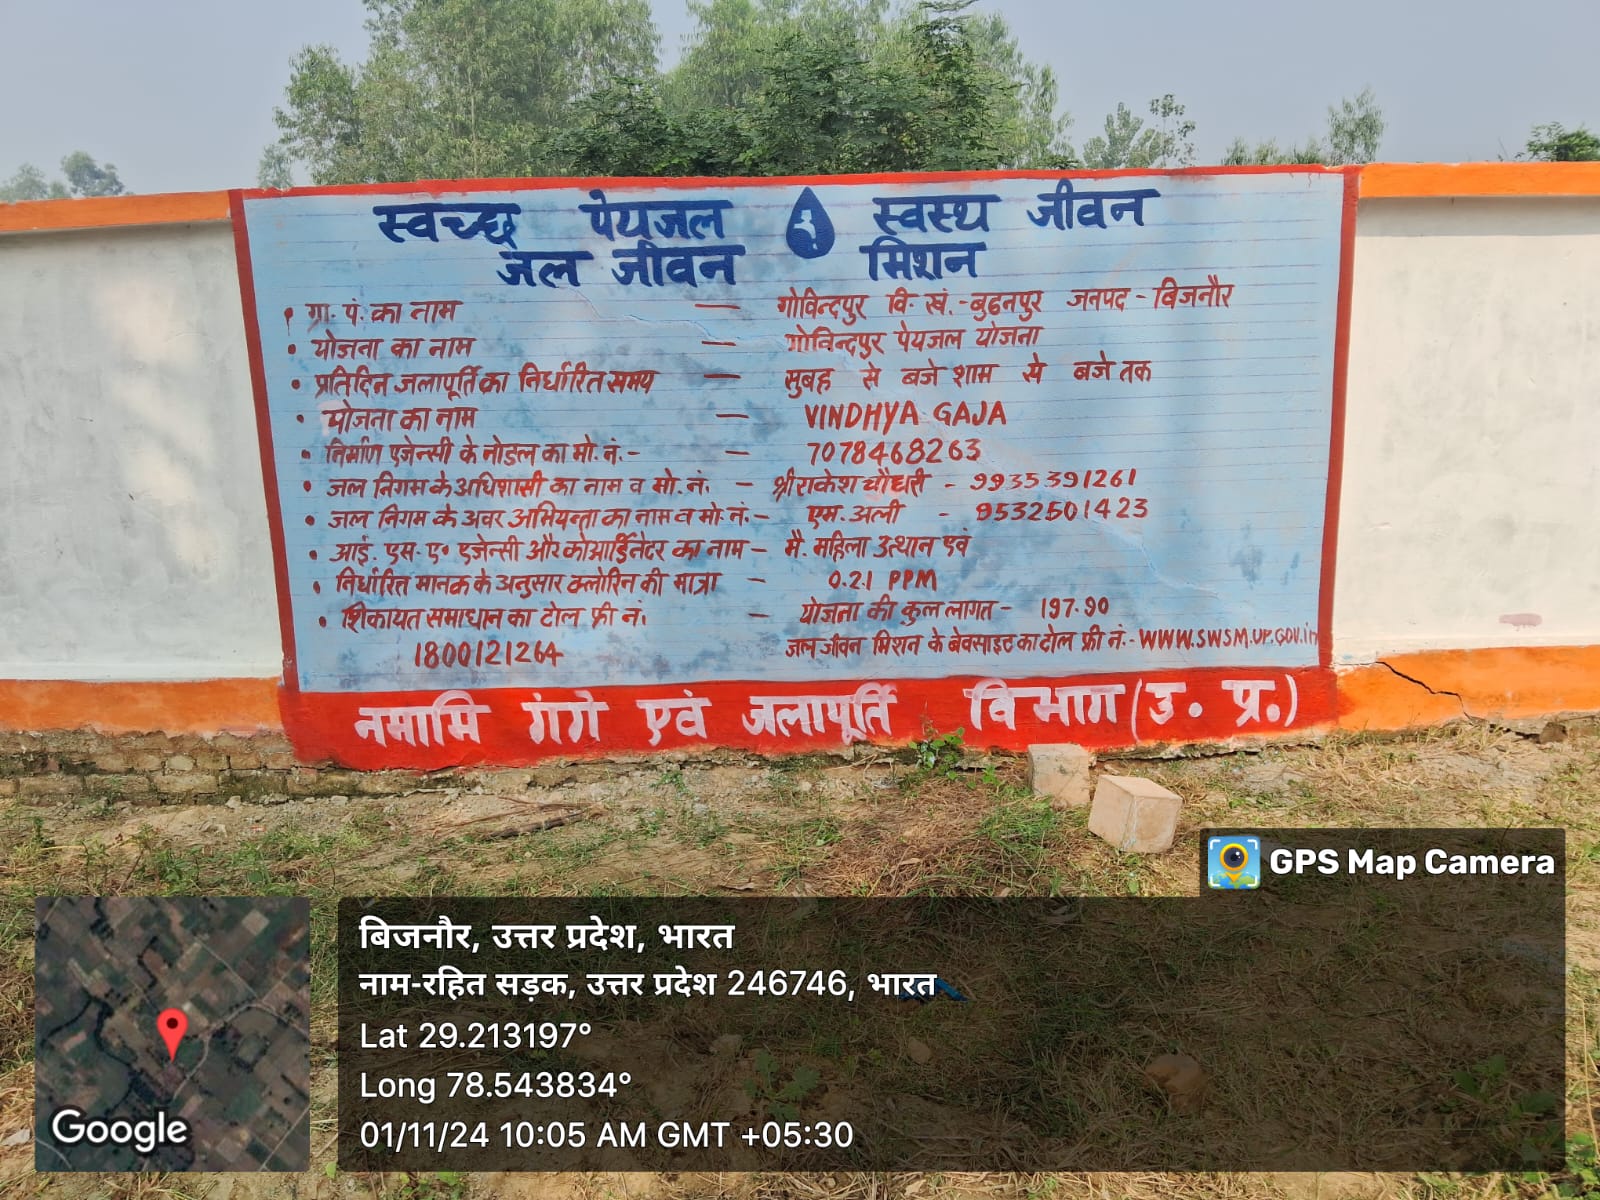 स्वच्छ पेयजल स्वस्थ जीवन
जल जीवन मिशन
• ग्रा. पं. का नाम — गोविन्दपुर वि. खं.-बुढनपुर जनपद - बिजनौर
• योजना का नाम — गोविन्दपुर पेयजल योजना
• प्रतिदिन जलापूर्ति का निर्धारित समय — सुबह से बजे शाम से बजे तक
• योजना का नाम — VINDHYA GAJA
• निर्माण एजेन्सी के नोडल का मो. नं.- — 7078468263
• जल निगम के अधिशासी का नाम व मो. नं. — श्री राकेश चौधरी - 9935391261
• जल निगम के अवर अभियन्ता का नाम व मो. नं.- एम. अली - 9532501423
• आई. एस. ए. एजेन्सी और कोआर्डिनेटर का नाम — मै. महिला उत्थान एवं
• निर्धारित मानक के अनुसार क्लोरिन की मात्रा — 0.21 PPM
• शिकायत समाधान का टोल फ्री नं. — योजना की कुल लागत - 197.90
1800121264 जल जीवन मिशन के बेवसाइट का टोल फ्री नं.- WWW.SWSM.UP.GOV.in
नमामि गंगे एवं जलापूर्ति विभाग (उ. प्र.)
GPS Map Camera
बिजनौर, उत्तर प्रदेश, भारत
नाम-रहित सड़क, उत्तर प्रदेश 246746, भारत
Lat 29.213197°
Long 78.543834°
01/11/24 10:05 AM GMT +05:30
Google